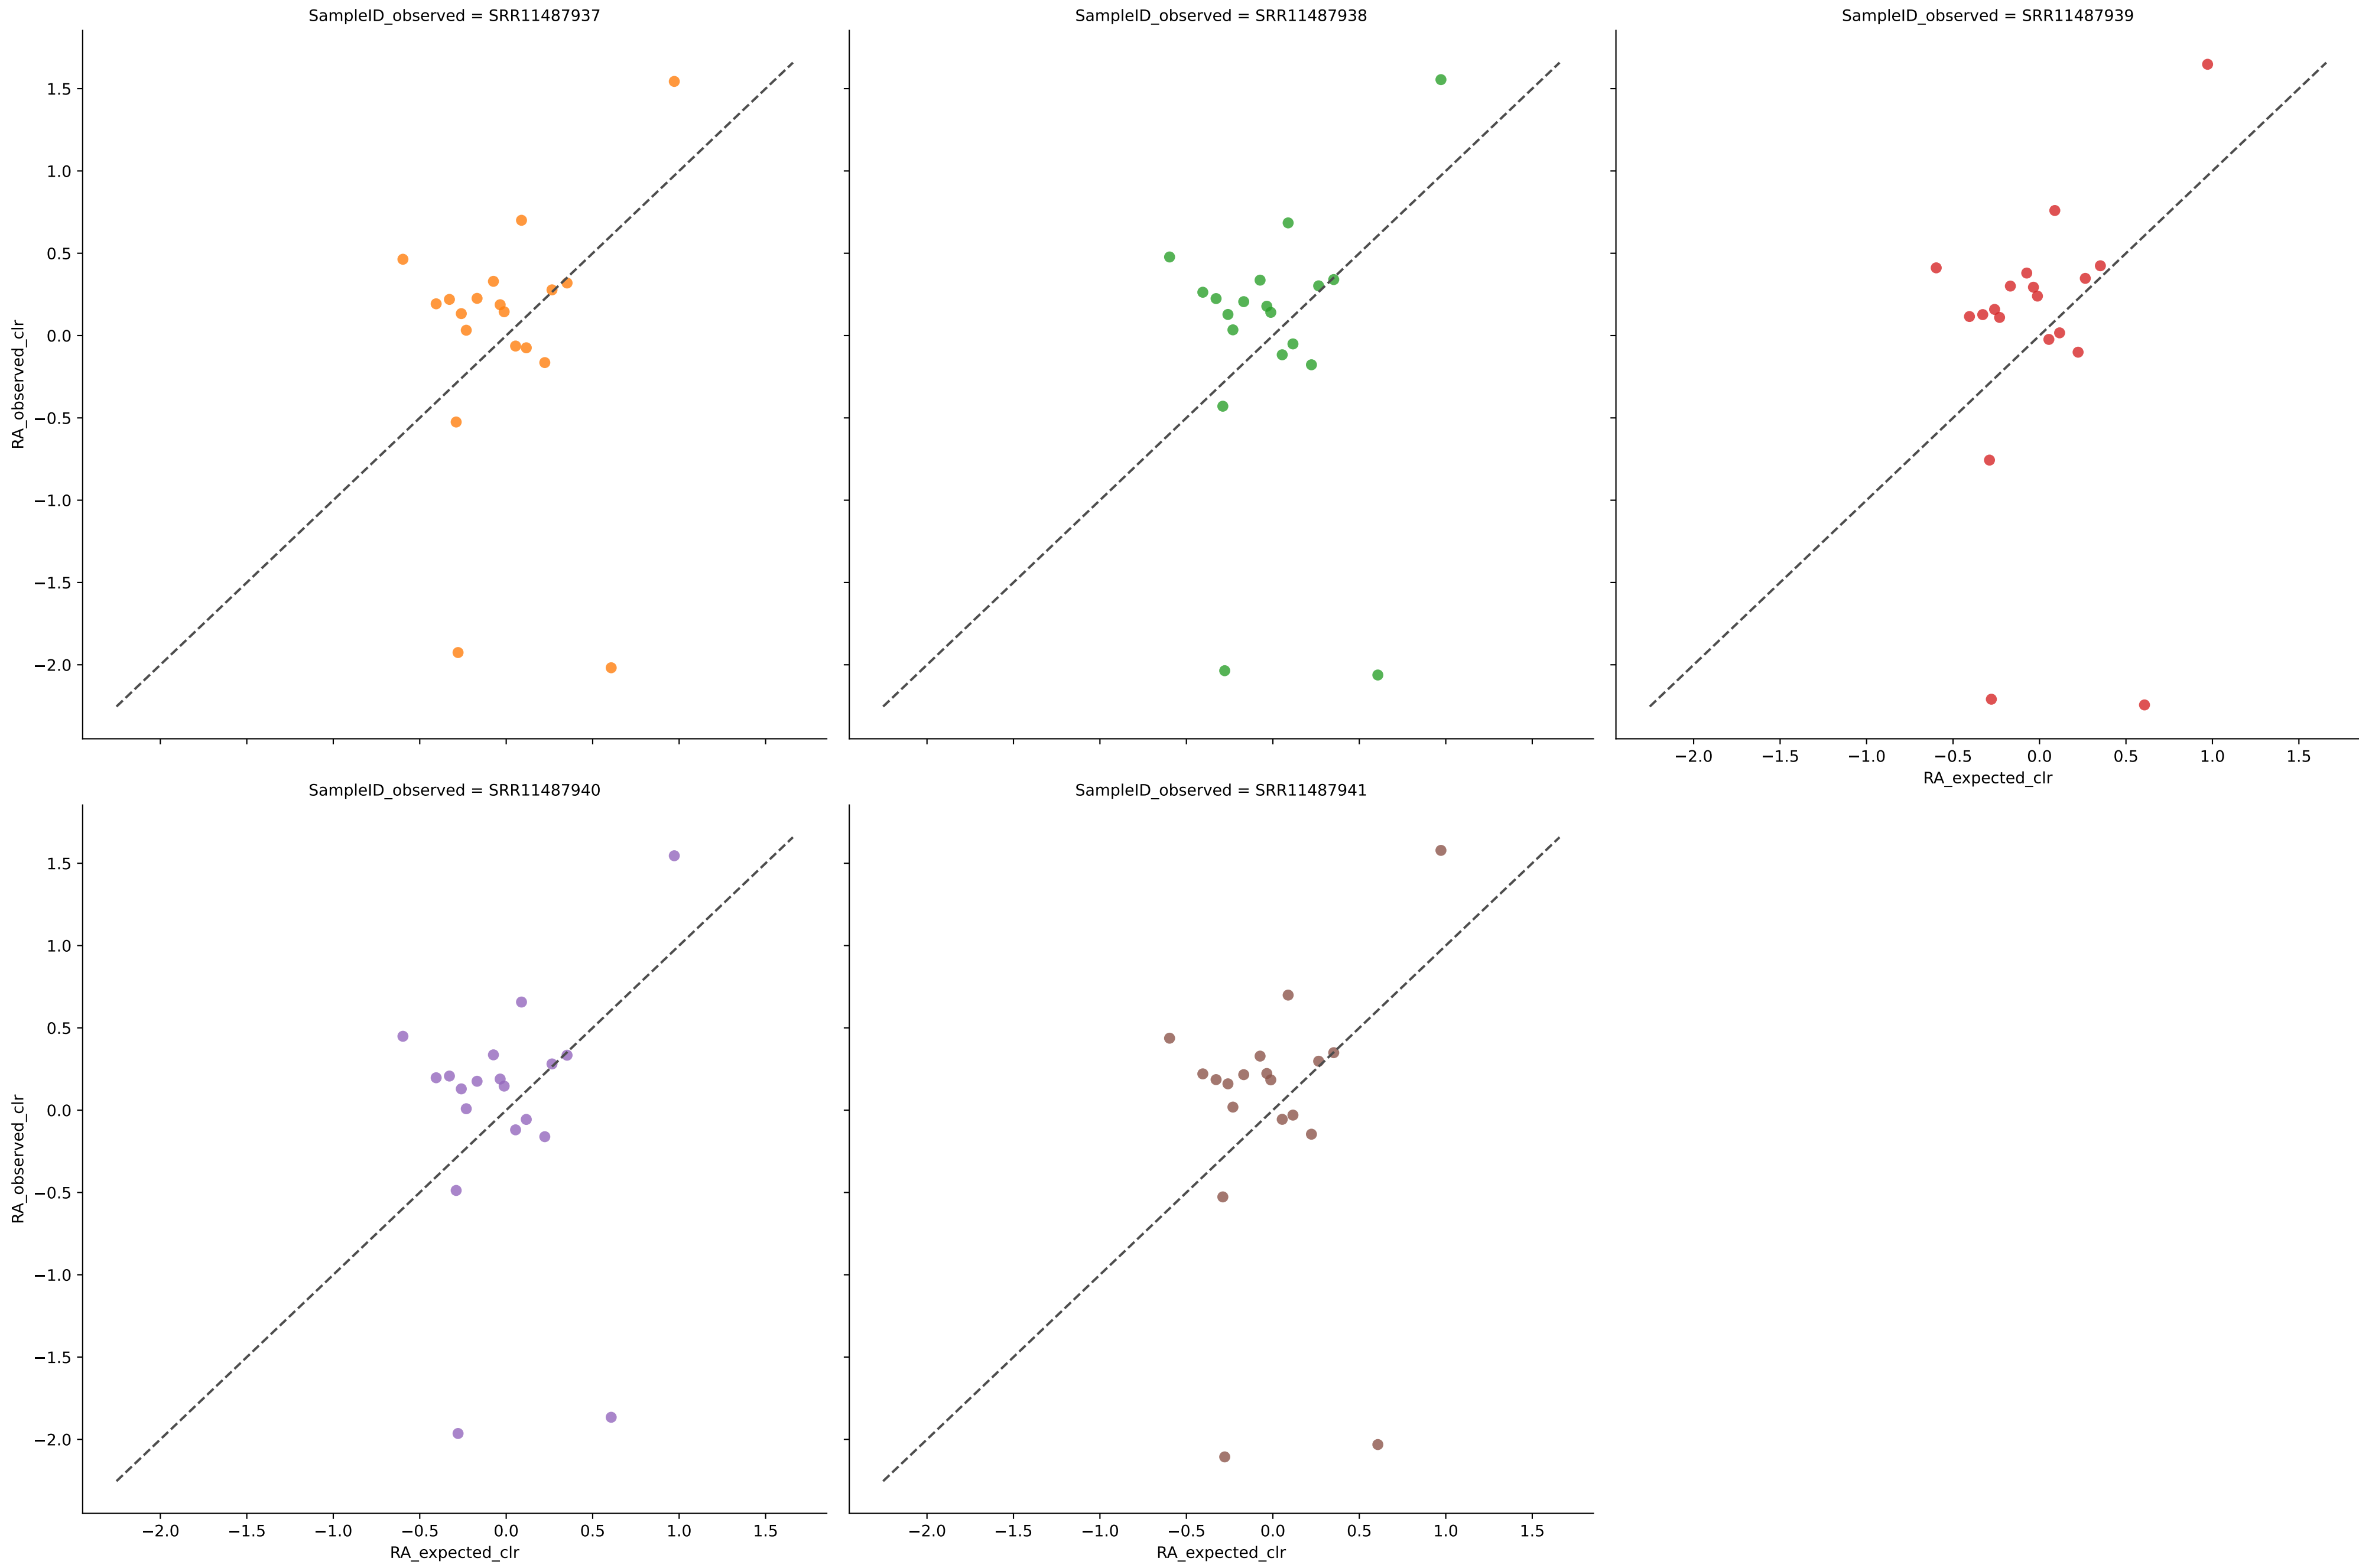 SampleID_observed = SRR11487937
SampleID_observed = SRR11487938
SampleID_observed = SRR11487939
RA_observed_clr
1.5
1.0
0.5
0.0
−0.5
−1.0
−1.5
−2.0
−2.0 −1.5 −1.0 −0.5 0.0 0.5 1.0 1.5
RA_expected_clr
SampleID_observed = SRR11487940
SampleID_observed = SRR11487941
RA_observed_clr
1.5
1.0
0.5
0.0
−0.5
−1.0
−1.5
−2.0
−2.0 −1.5 −1.0 −0.5 0.0 0.5 1.0 1.5
RA_expected_clr
−2.0 −1.5 −1.0 −0.5 0.0 0.5 1.0 1.5
RA_expected_clr